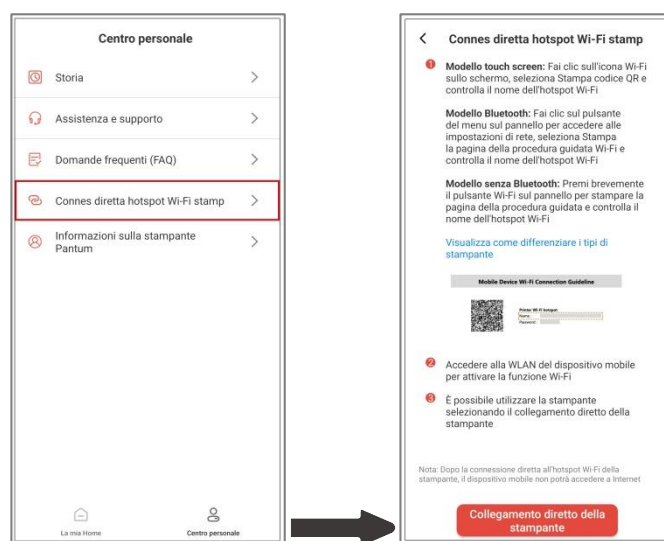 Centro personale
Storia
Assistenza e supporto
Domande frequenti (FAQ)
Connes diretta hotspot Wi-Fi stamp
Informazioni sulla stampante
Pantum
La mia Home
Centro personale
Connes diretta hotspot Wi-Fi stamp
1 Modello touch screen: Fai clic sull'icona Wi-Fi
sullo schermo, seleziona Stampa codice QR e
controlla il nome dell'hotspot Wi-Fi
Modello Bluetooth: Fai clic sul pulsante
del menu sul pannello per accedere alle
impostazioni di rete, seleziona Stampa
la pagina della procedura guidata Wi-Fi e
controlla il nome dell'hotspot Wi-Fi
Modello senza Bluetooth: Premi brevemente
il pulsante Wi-Fi sul pannello per stampare la
pagina della procedura guidata e controlla il
nome dell'hotspot Wi-Fi
Visualizza come differenziare i tipi di
stampante
Mobile Device Wi-Fi Connection Guideline
Printer Wi-Fi hotspot
Name
Password
2 Accedere alla WLAN del dispositivo mobile
per attivare la funzione Wi-Fi
3 È possibile utilizzare la stampante
selezionando il collegamento diretto della
stampante
Nota: Dopo la connessione diretta all'hotspot Wi-Fi della
stampante, il dispositivo mobile non potrà accedere a Internet
Collegamento diretto della
stampante